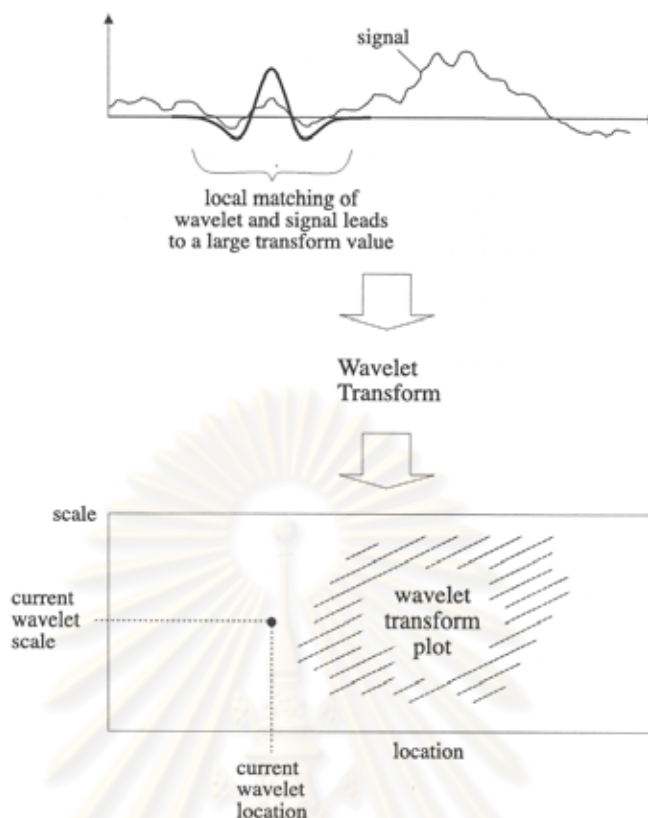 signal
local matching of
wavelet and signal leads
to a large transform value
Wavelet
Transform
scale
current
wavelet
scale
wavelet
transform
plot
location
current
wavelet
location